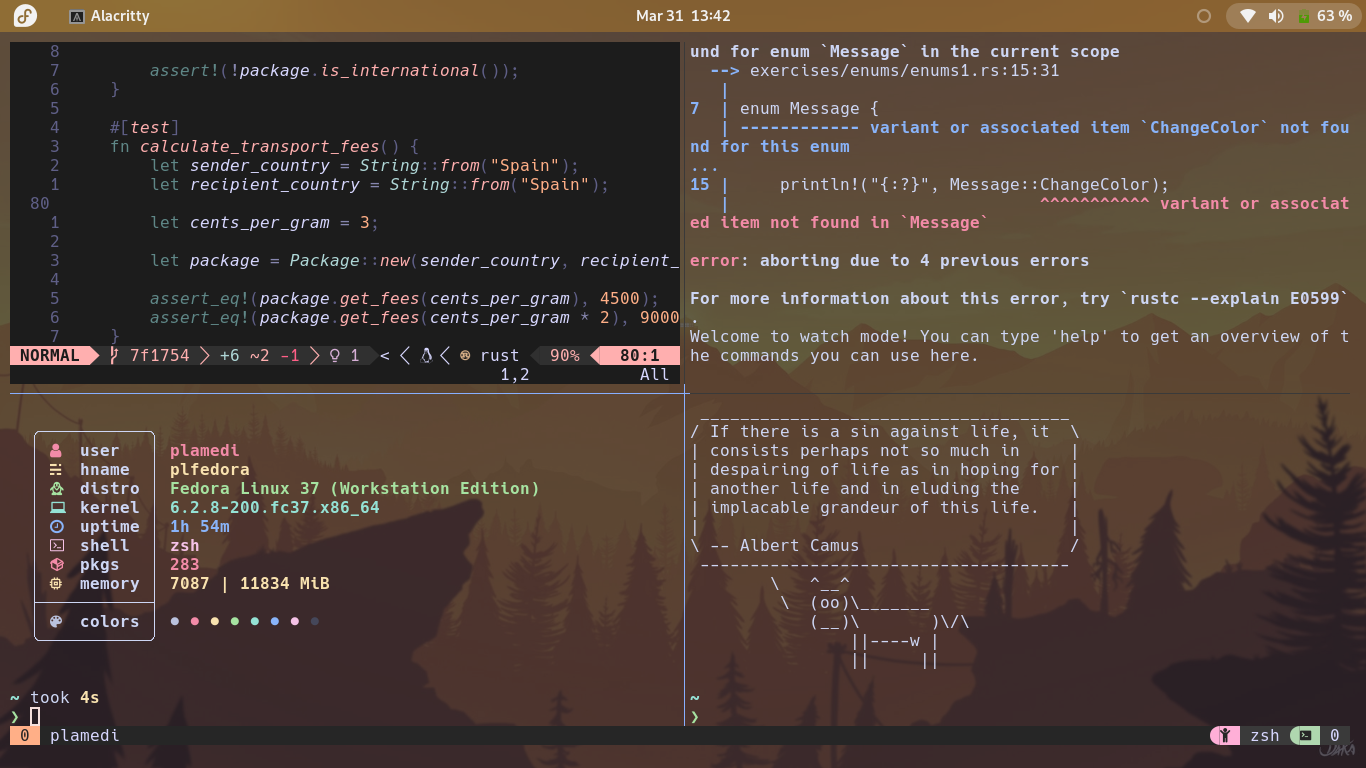 Alacritty
Mar 31 13:42
63 %
8
7 assert!(!package.is_international());
6 }
5
4 #[test]
3 fn calculate_transport_fees() {
2 let sender_country = String::from("Spain");
1 let recipient_country = String::from("Spain");
80
1 let cents_per_gram = 3;
2
3 let package = Package::new(sender_country, recipient_
4
5 assert_eq!(package.get_fees(cents_per_gram), 4500);
6 assert_eq!(package.get_fees(cents_per_gram * 2), 9000
7 }
NORMAL 7f1754 +6 ~2 -1 1 < rust 90% 80:1
1,2 All
und for enum `Message` in the current scope
--> exercises/enums/enums1.rs:15:31
|
7 | enum Message {
| ------------ variant or associated item `ChangeColor` not fou
nd for this enum
...
15 | println!("{:?}", Message::ChangeColor);
| ^^^^^^^^^^^ variant or associat
ed item not found in `Message`
error: aborting due to 4 previous errors
For more information about this error, try `rustc --explain E0599`
.
Welcome to watch mode! You can type 'help' to get an overview of t
he commands you can use here.
user plamedi
hname plfedora
distro Fedora Linux 37 (Workstation Edition)
kernel 6.2.8-200.fc37.x86_64
uptime 1h 54m
shell zsh
pkgs 283
memory 7087 | 11834 MiB
colors
~ took 4s
❯
_____________________________________
/ If there is a sin against life, it \
| consists perhaps not so much in |
| despairing of life as in hoping for |
| another life and in eluding the |
| implacable grandeur of this life. |
| |
\ -- Albert Camus /
-------------------------------------
\ ^__^
\ (oo)\_______
(__)\ )\/\
||----w |
|| ||
~
❯
0 plamedi
zsh 0